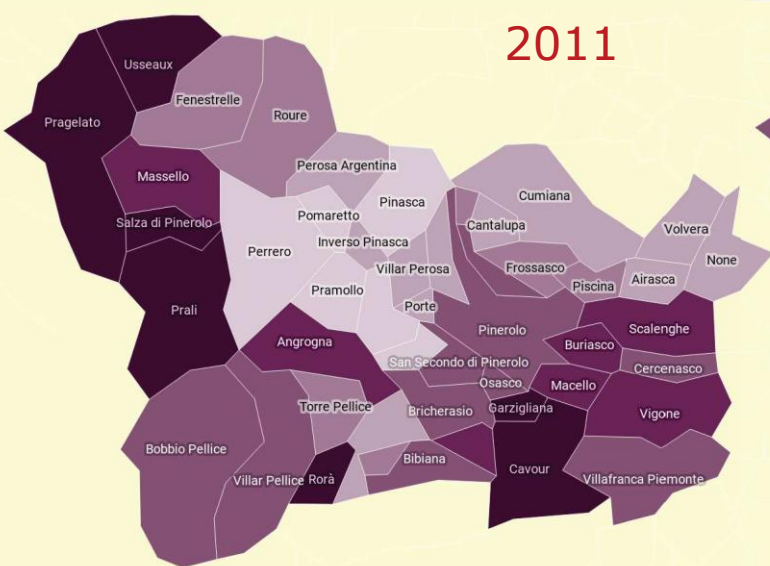 2011
Usseaux
Fenestrelle
Roure
Pragelato
Perosa Argentina
Massello
Cumiana
Pinasca
Pomaretto
Salza di Pinerolo
Cantalupa
Volvera
Inverso Pinasca
Perrero
None
Villar Perosa
Frossasco
Airasca
Piscina
Pramollo
Porte
Prali
Pinerolo
Scalenghe
Angrogna
Buriasco
San Secondo di Pinerolo
Cercenasco
Osasco
Macello
Torre Pellice
Garzigliana
Bricherasio
Vigone
Bobbio Pellice
Bibiana
Cavour
Villar Pellice
Rorà
Villafranca Piemonte